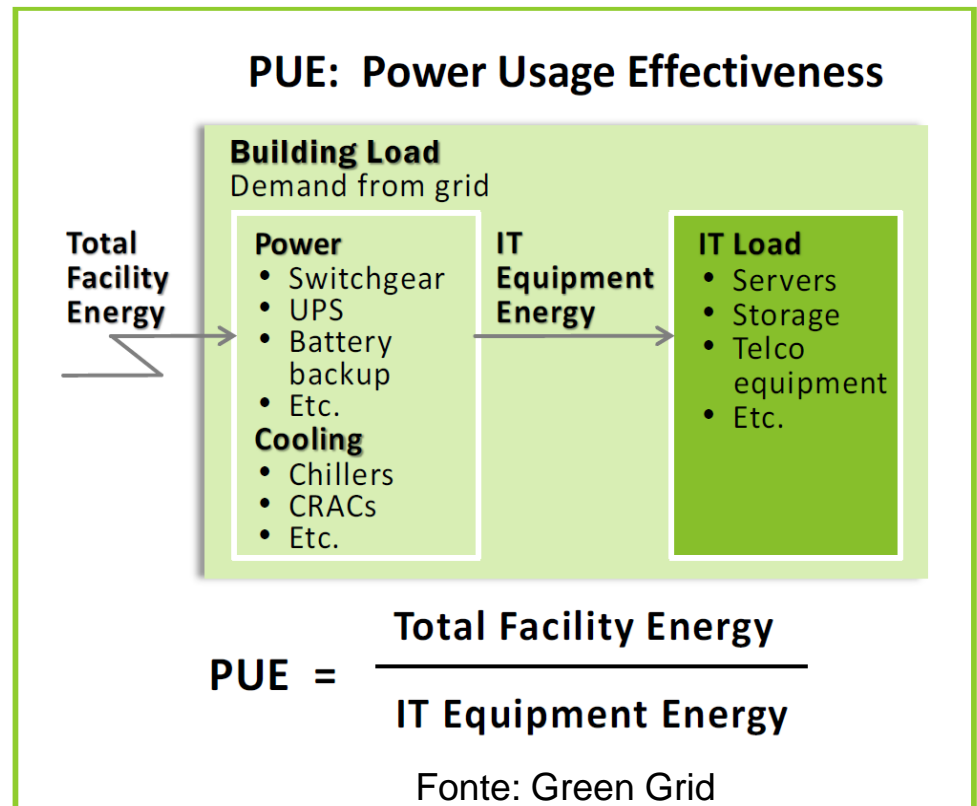 PUE: Power Usage Effectiveness
Building Load
Demand from grid
Total
Facility
Energy
Power
• Switchgear
• UPS
• Battery
backup
• Etc.
Cooling
• Chillers
• CRACs
• Etc.
IT
Equipment
Energy
IT Load
• Servers
• Storage
• Telco
equipment
• Etc.
Total Facility Energy
PUE =
IT Equipment Energy
Fonte: Green Grid